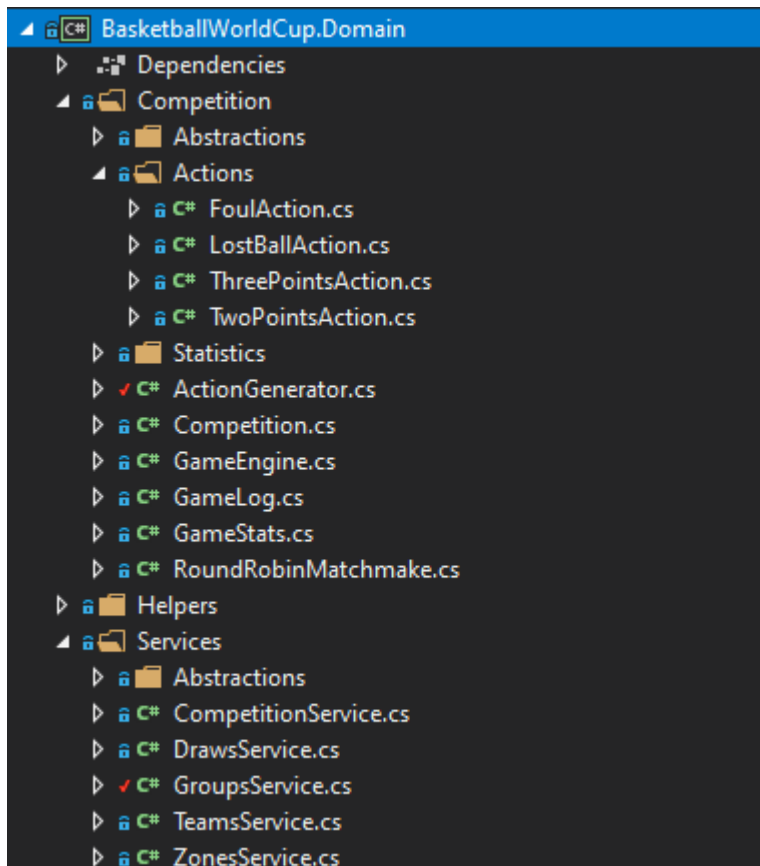 C# BasketballWorldCup.Domain
Dependencies
Competition
Abstractions
Actions
C# FoulAction.cs
C# LostBallAction.cs
C# ThreePointsAction.cs
C# TwoPointsAction.cs
Statistics
C# ActionGenerator.cs
C# Competition.cs
C# GameEngine.cs
C# GameLog.cs
C# GameStats.cs
C# RoundRobinMatchmake.cs
Helpers
Services
Abstractions
C# CompetitionService.cs
C# DrawsService.cs
C# GroupsService.cs
C# TeamsService.cs
C# ZonesService.cs